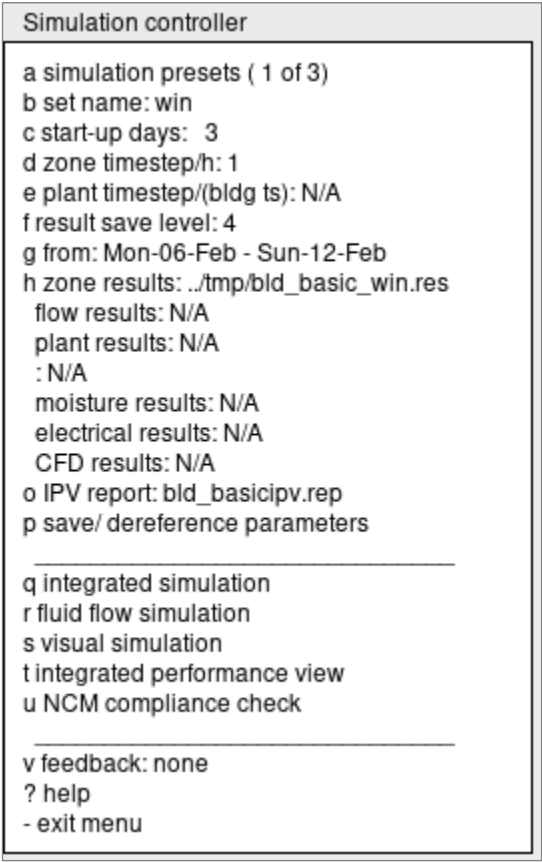 Simulation controller
a simulation presets ( 1 of 3)
b set name: win
c start-up days:   3
d zone timestep/h: 1
e plant timestep/(bldg ts): N/A
f result save level: 4
g from: Mon-06-Feb - Sun-12-Feb
h zone results: ../tmp/bld_basic_win.res
flow results: N/A
plant results: N/A
: N/A
moisture results: N/A
electrical results: N/A
CFD results: N/A
o IPV report: bld_basicipv.rep
p save/ dereference parameters
q integrated simulation
r fluid flow simulation
s visual simulation
t integrated performance view
u NCM compliance check
v feedback: none
? help
- exit menu